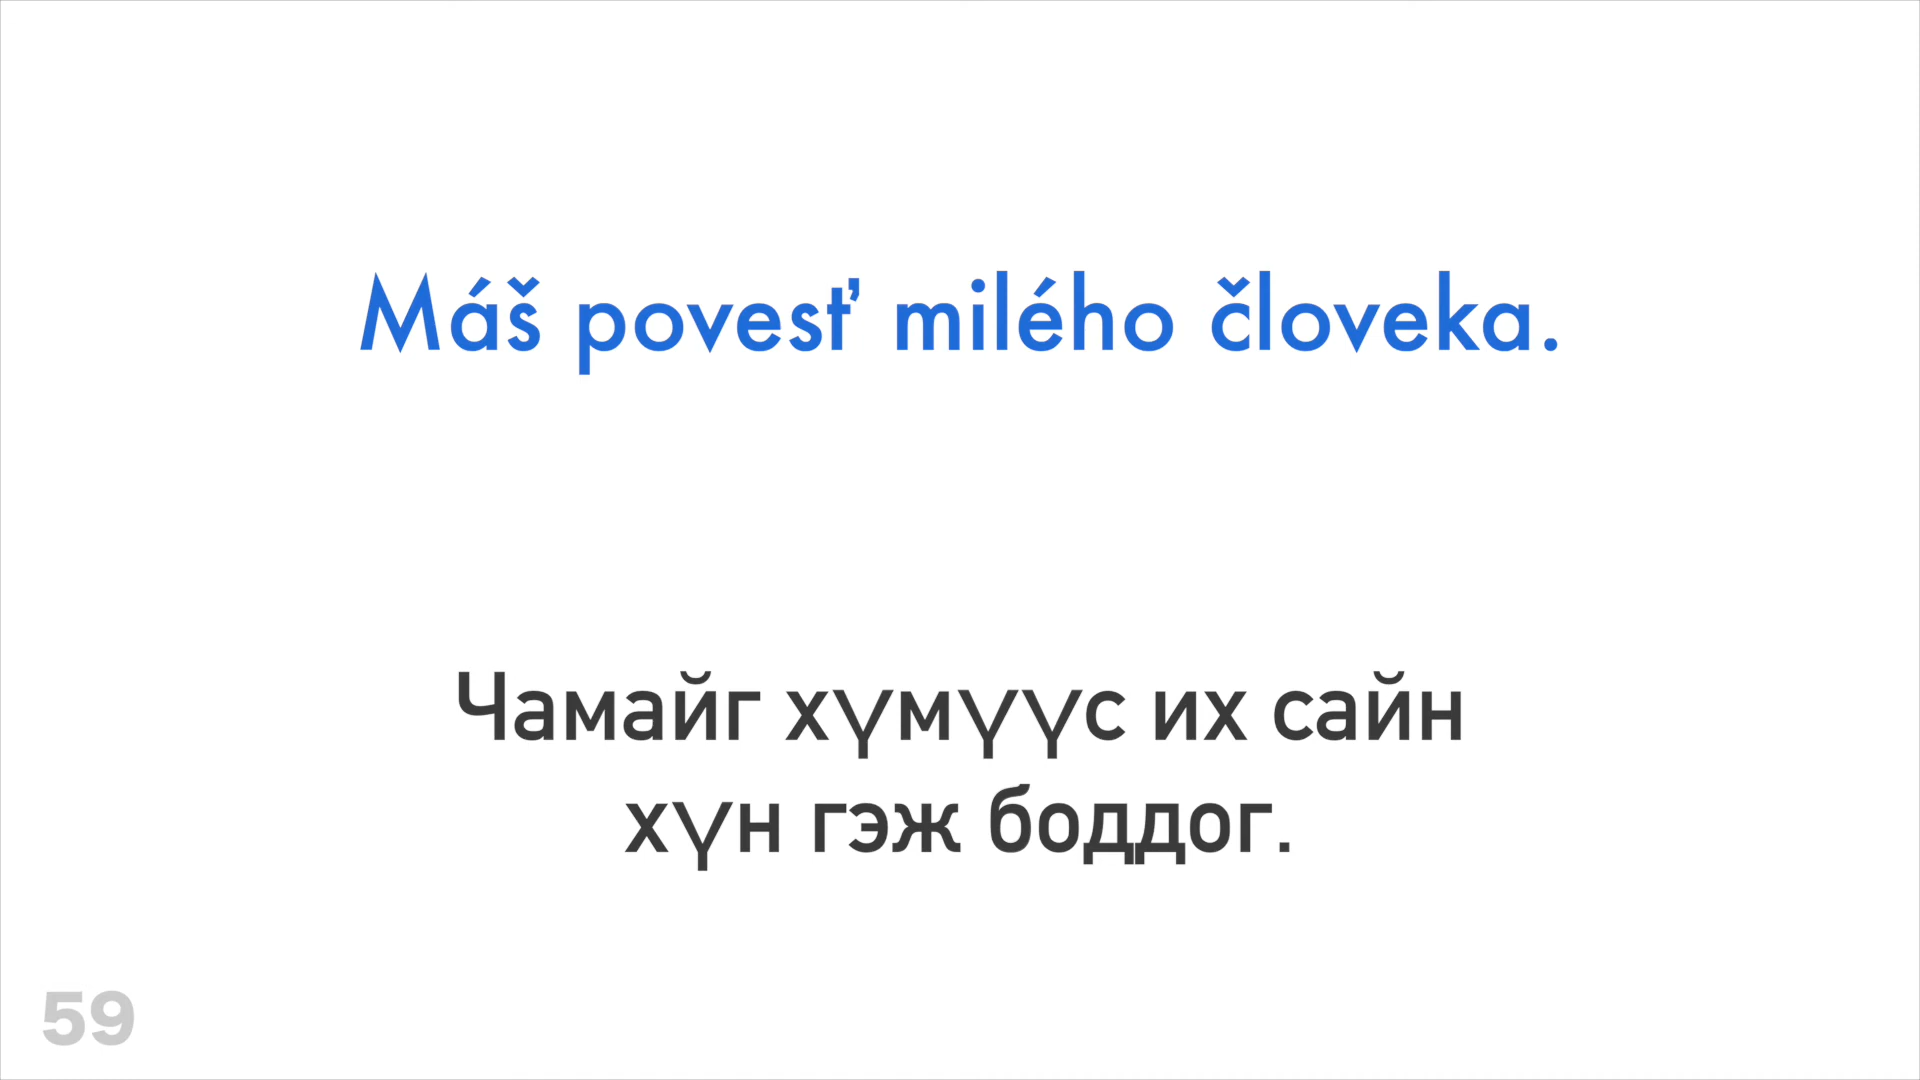 Máš povesť milého človeka.
Чамайг хүмүүс их сайн
хүн гэж боддог.
59